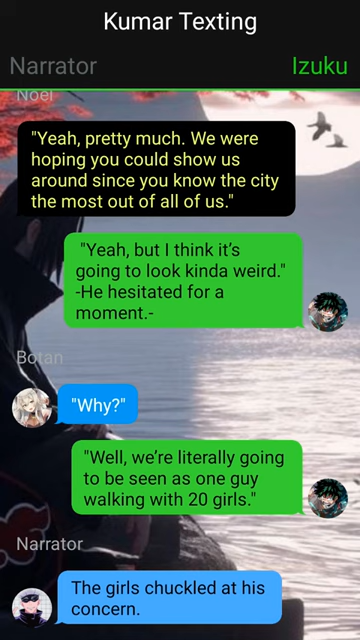 Kumar Texting
Narrator
Izuku
Noel
"Yeah, pretty much. We were
hoping you could show us
around since you know the city
the most out of all of us."
"Yeah, but I think it’s
going to look kinda weird."
-He hesitated for a
moment.-
Botan
"Why?"
"Well, we’re literally going
to be seen as one guy
walking with 20 girls."
Narrator
The girls chuckled at his
concern.